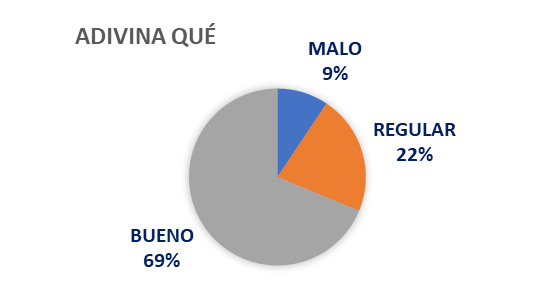 ADIVINA QUÉ
MALO
9%
REGULAR
22%
BUENO
69%